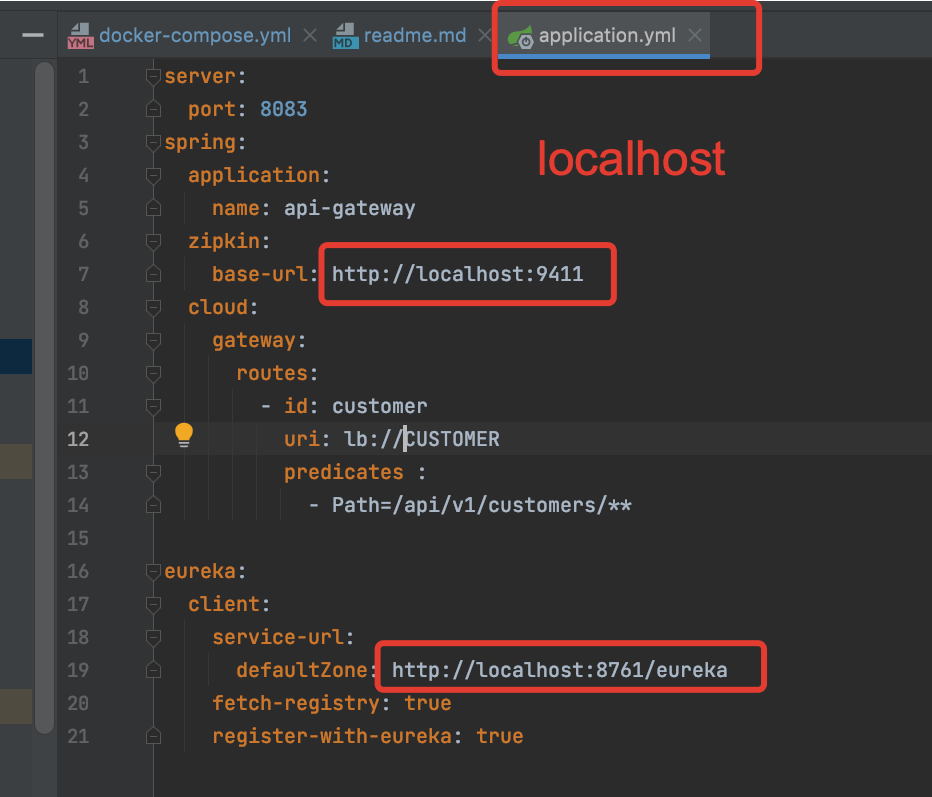 docker-compose.yml readme.md application.yml
YML MD
1 server:
2 port: 8083
3 spring:
localhost
4 application:
5 name: api-gateway
6 zipkin:
7 base-url: http://localhost:9411
8 cloud:
9 gateway:
10 routes:
11 - id: customer
12 uri: lb://CUSTOMER
13 predicates :
14 - Path=/api/v1/customers/**
15
16 eureka:
17 client:
18 service-url:
19 defaultZone: http://localhost:8761/eureka
20 fetch-registry: true
21 register-with-eureka: true